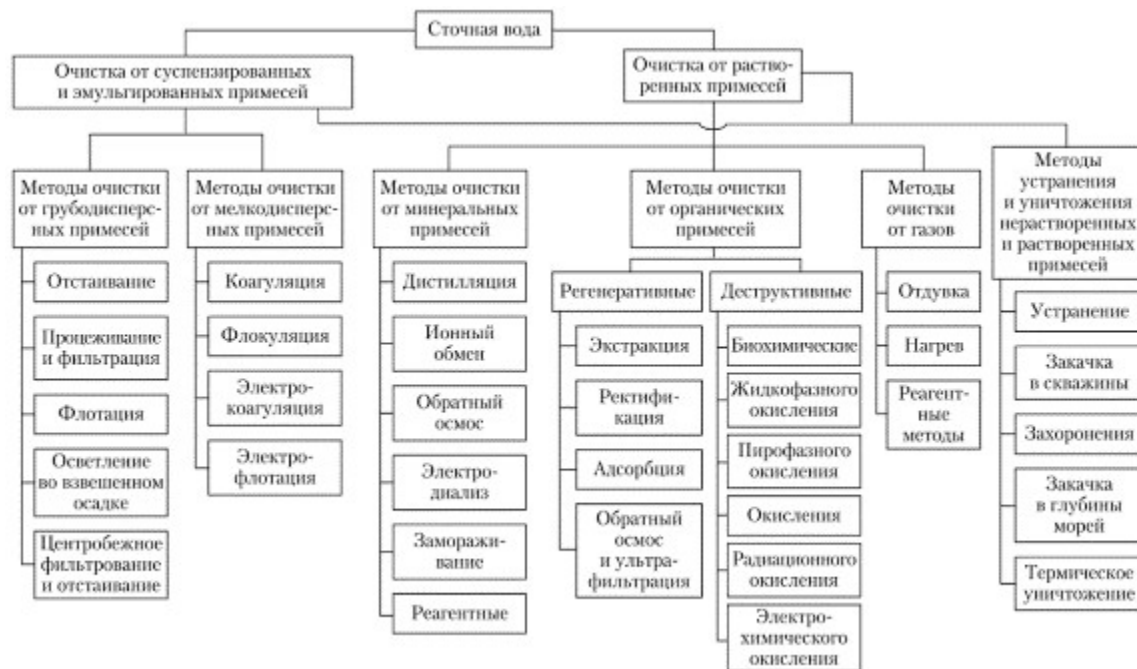 Сточная вода
Очистка от суспензированных
и эмульгированных примесей
Очистка от раство-
ренных примесей
Методы очистки
от грубодисперс-
ных примесей
Отстаивание
Процеживание
и фильтрация
Флотация
Осветление
во взвешенном
осадке
Центробежное
фильтрование
и отстаивание
Методы очистки
от мелкодисперс-
ных примесей
Коагуляция
Флокуляция
Электро-
коагуляция
Электро-
флотация
Методы очистки
от минеральных
примесей
Дистилляция
Ионный
обмен
Обратный
осмос
Электро-
диализ
Заморажи-
вание
Реагентные
Методы очистки
от органических
примесей
Регенеративные
Экстракция
Ректифи-
кация
Адсорбция
Обратный
осмос
и ультра-
фильтрация
Деструктивные
Биохимические
Жидкофазного
окисления
Пирофазного
окисления
Окисления
Радиационного
окисления
Электро-
химического
окисления
Методы
очистки
от газов
Отдувка
Нагрев
Реагент-
ные
методы
Методы
устранения
и уничтожения
нерастворенных
и растворенных
примесей
Устранение
Закачка
в скважины
Захоронения
Закачка
в глубины
морей
Термическое
уничтожение